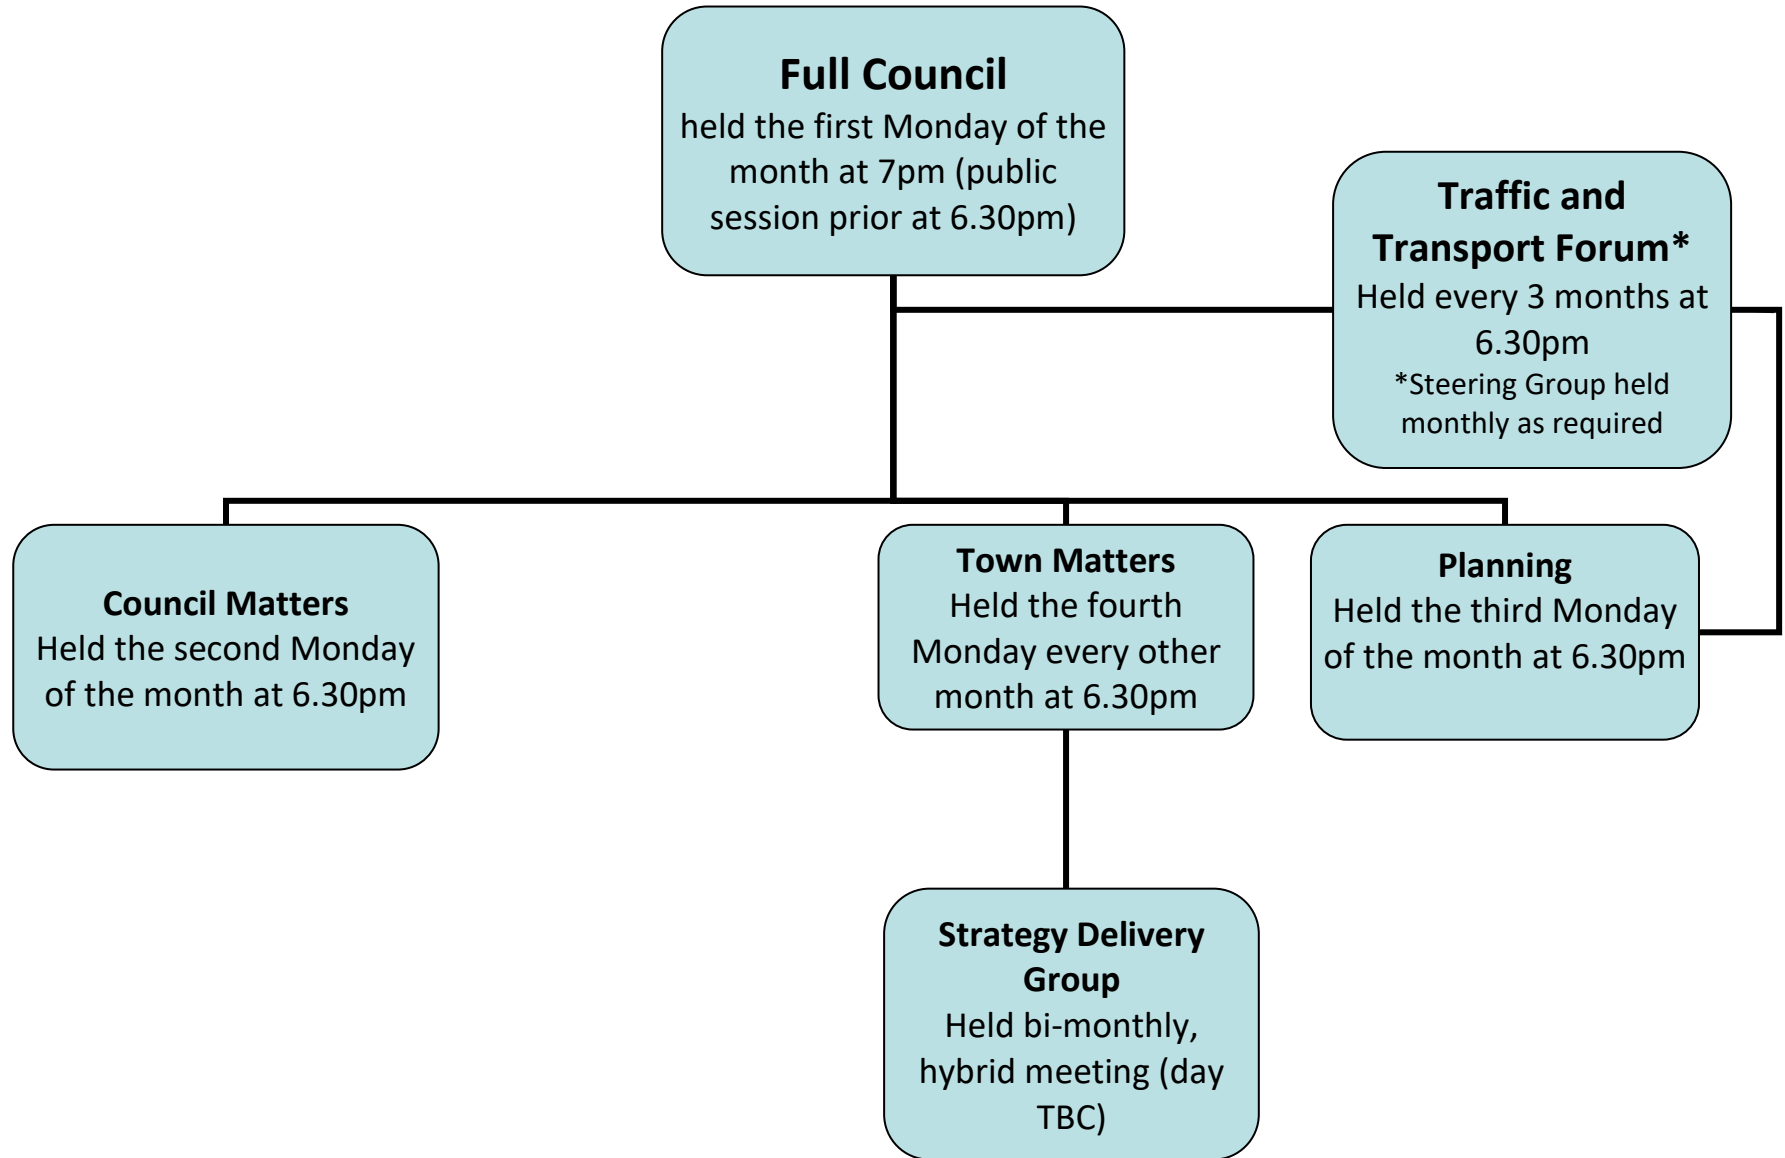 Full Council
held the first Monday of the
month at 7pm (public
session prior at 6.30pm)
Traffic and
Transport Forum*
Held every 3 months at
6.30pm
*Steering Group held
monthly as required
Council Matters
Held the second Monday
of the month at 6.30pm
Town Matters
Held the fourth
Monday every other
month at 6.30pm
Planning
Held the third Monday
of the month at 6.30pm
Strategy Delivery
Group
Held bi-monthly,
hybrid meeting (day
TBC)